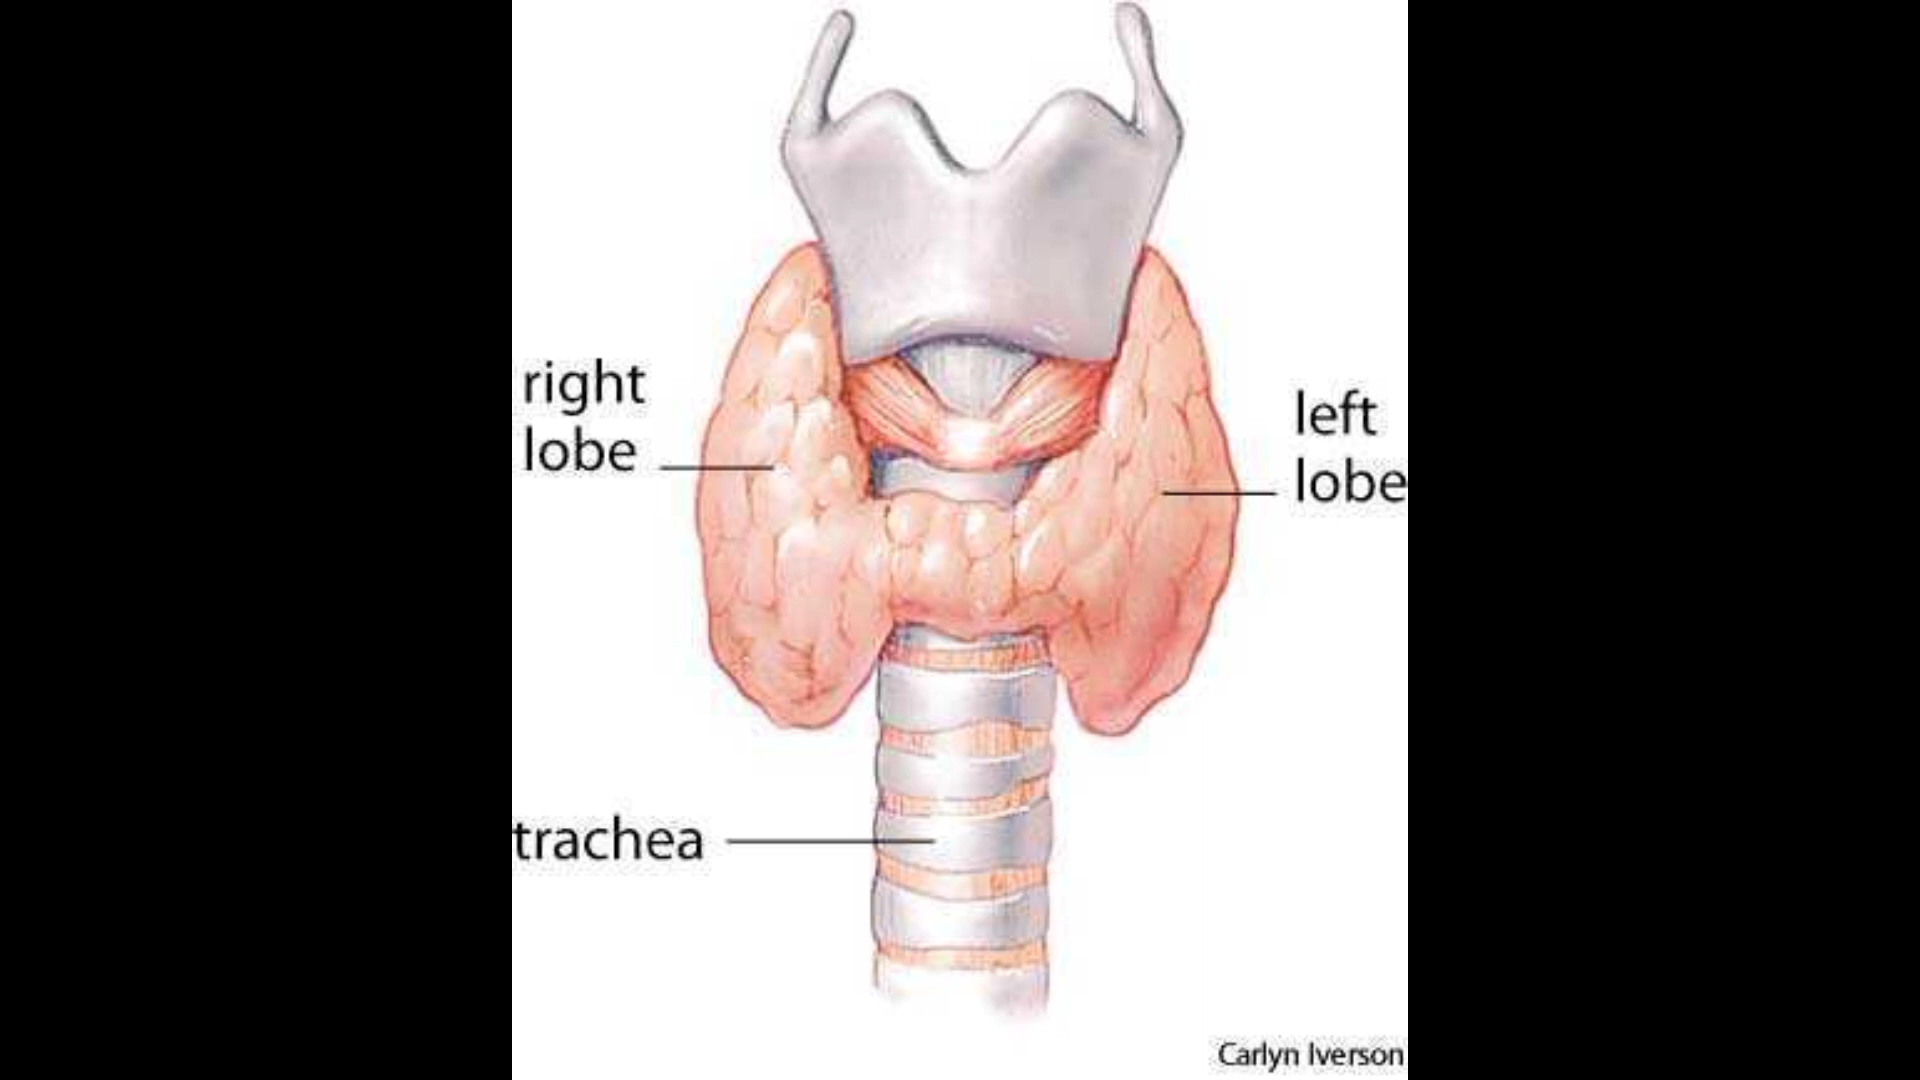 right
lobe
left
lobe
trachea
Carlyn Iverson